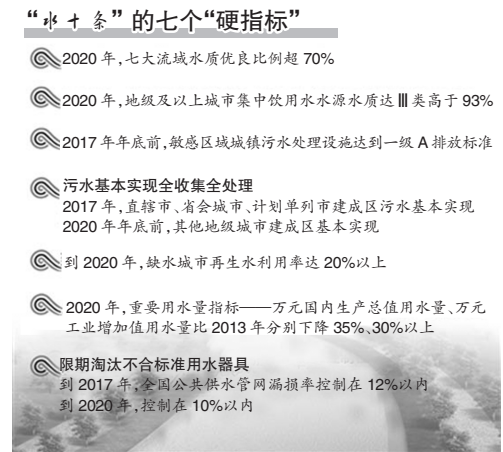 “水十条”的七个“硬指标”
2020年,七大流域水质优良比例超70%
2020年,地级及以上城市集中饮用水水源水质达Ⅲ类高于93%
2017年年底前,敏感区域城镇污水处理设施达到一级A排放标准
污水基本实现全收集全处理
2017年,直辖市、省会城市、计划单列市建成区污水基本实现
2020年年底前,其他地级城市建成区基本实现
到2020年,缺水城市再生水利用率达20%以上
2020年,重要用水量指标——万元国内生产总值用水量、万元
工业增加值用水量比2013年分别下降35%、30%以上
限期淘汰不合标准用水器具
到2017年,全国公共供水管网漏损率控制在12%以内
到2020年,控制在10%以内